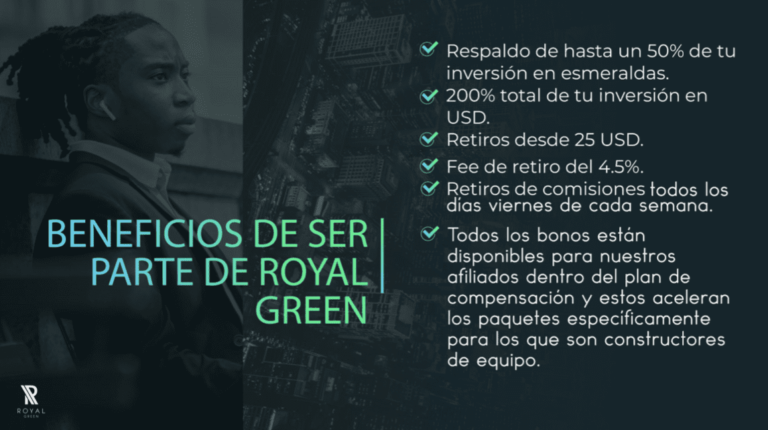 BENEFICIOS DE SER
PARTE DE ROYAL
GREEN
Respaldo de hasta un 50% de tu
inversión en esmeraldas.
200% total de tu inversión en
USD.
Retiros desde 25 USD.
Fee de retiro del 4.5%.
Retiros de comisiones todos los
días viernes de cada semana.
Todos los bonos están
disponibles para nuestros
afiliados dentro del plan de
compensación y estos aceleran
los paquetes específicamente
para los que son constructores
de equipo.
ROYAL
GREEN